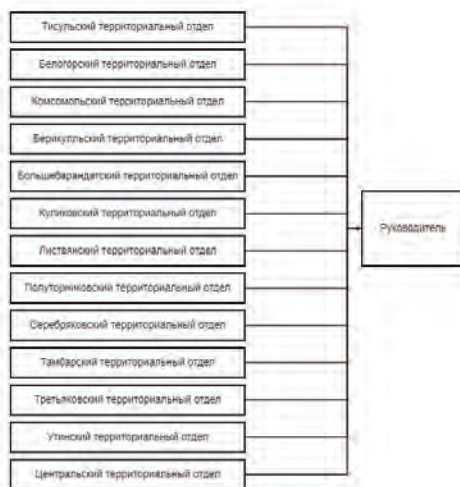 Тисульский территориальный отдел
Белогорский территориальный отдел
Комсомольский территориальный отдел
Берикулльский территориальный отдел
Большебарандатский территориальный отдел
Куликовский территориальный отдел
Листвянский территориальный отдел
Полуторниковский территориальный отдел
Серебряковский территориальный отдел
Тамбарский территориальный отдел
Третьяковский территориальный отдел
Утинский территориальный отдел
Центральский территориальный отдел
Руководитель